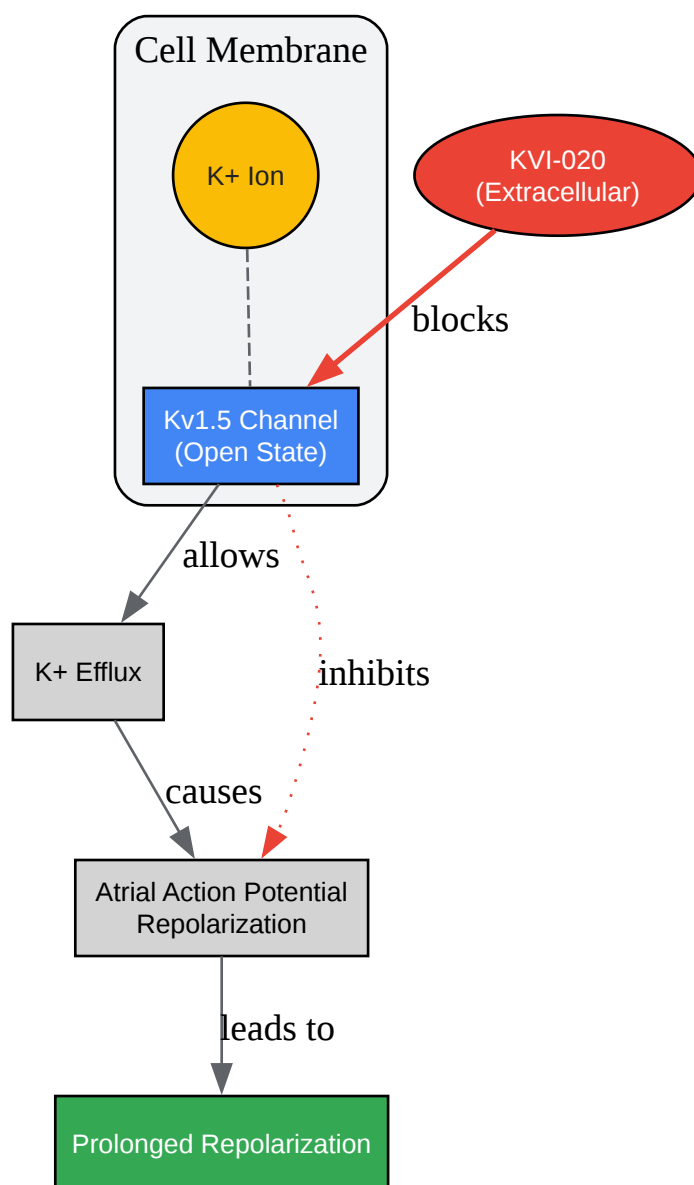 Cell Membrane
K+ Ion
KVI-020
(Extracellular)
blocks
Kv1.5 Channel
(Open State)
allows
K+ Efflux
inhibits
causes
Atrial Action Potential
Repolarization
leads to
Prolonged Repolarization